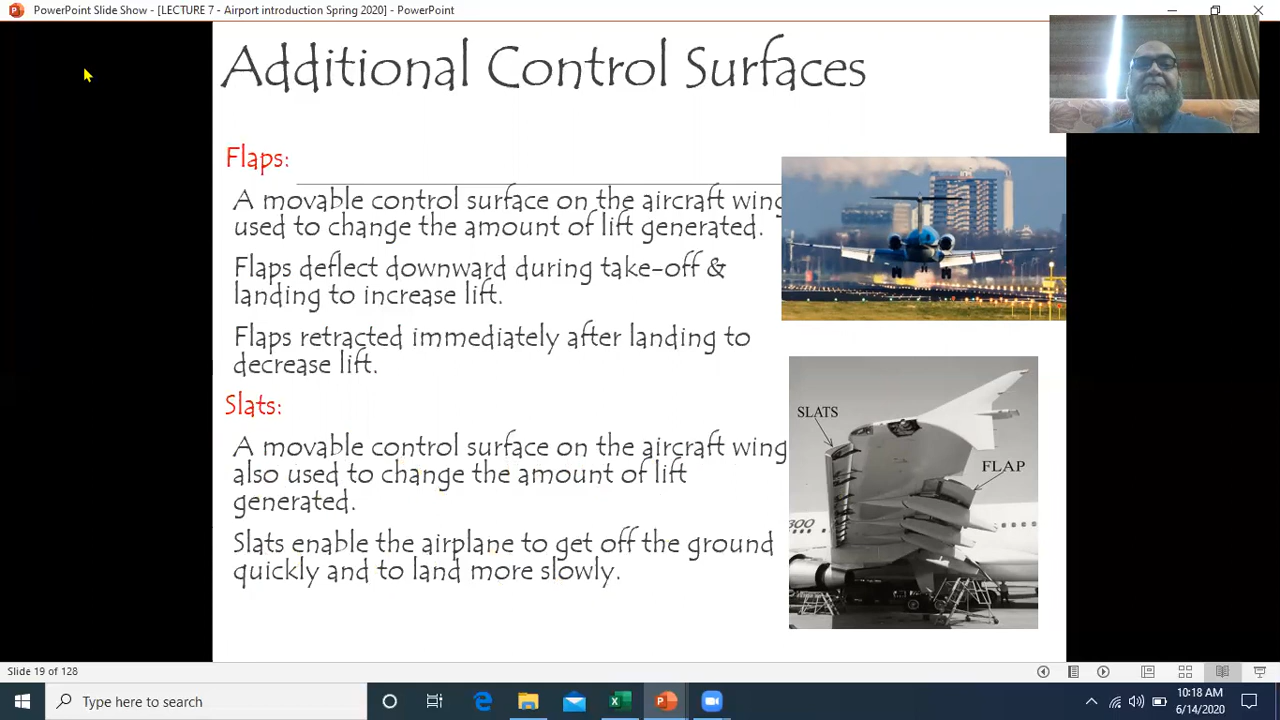 PowerPoint Slide Show - [LECTURE 7 - Airport introduction Spring 2020] - PowerPoint
Additional Control Surfaces
Flaps:
A movable control surface on the aircraft wing
used to change the amount of lift generated.
Flaps deflect downward during take-off &
landing to increase lift.
Flaps retracted immediately after landing to
decrease lift.
Slats:
A movable control surface on the aircraft wing
also used to change the amount of lift
generated.
Slats enable the airplane to get off the ground
quickly and to land more slowly.
SLATS
FLAP
Slide 19 of 128
Type here to search
10:18 AM
6/14/2020